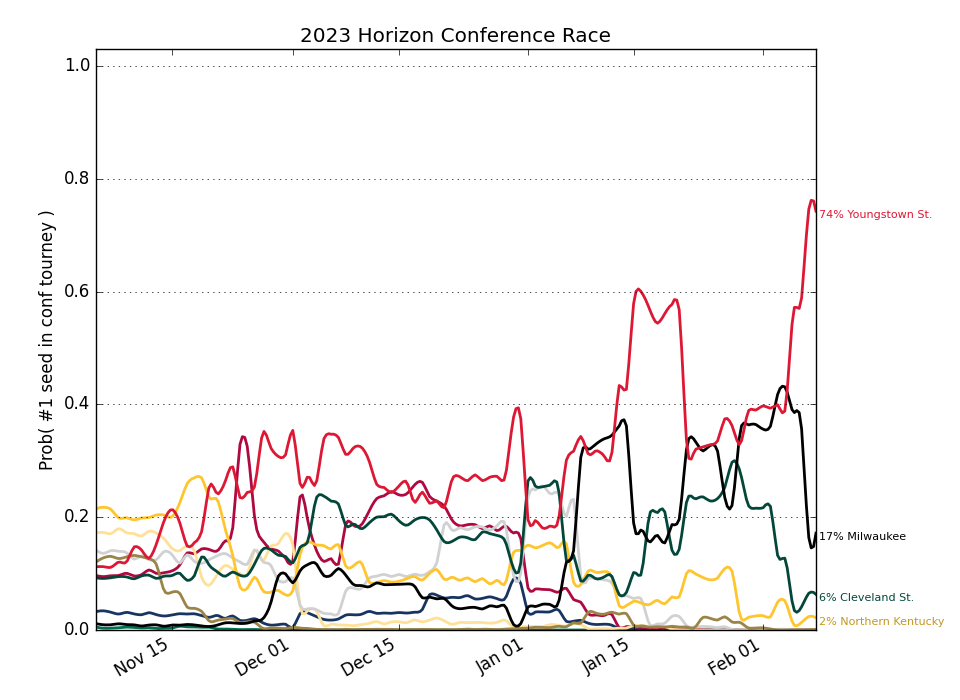 2023 Horizon Conference Race
Prob( #1 seed in conf tourney )
1.0
0.8
0.6
0.4
0.2
0.0
74% Youngstown St.
17% Milwaukee
6% Cleveland St.
2% Northern Kentucky
Nov 15
Dec 01
Dec 15
Jan 01
Jan 15
Feb 01